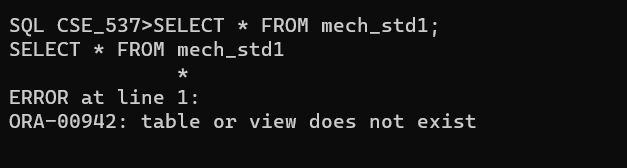 SQL CSE_537>SELECT * FROM mech_std1;
SELECT * FROM mech_std1
              *
ERROR at line 1:
ORA-00942: table or view does not exist